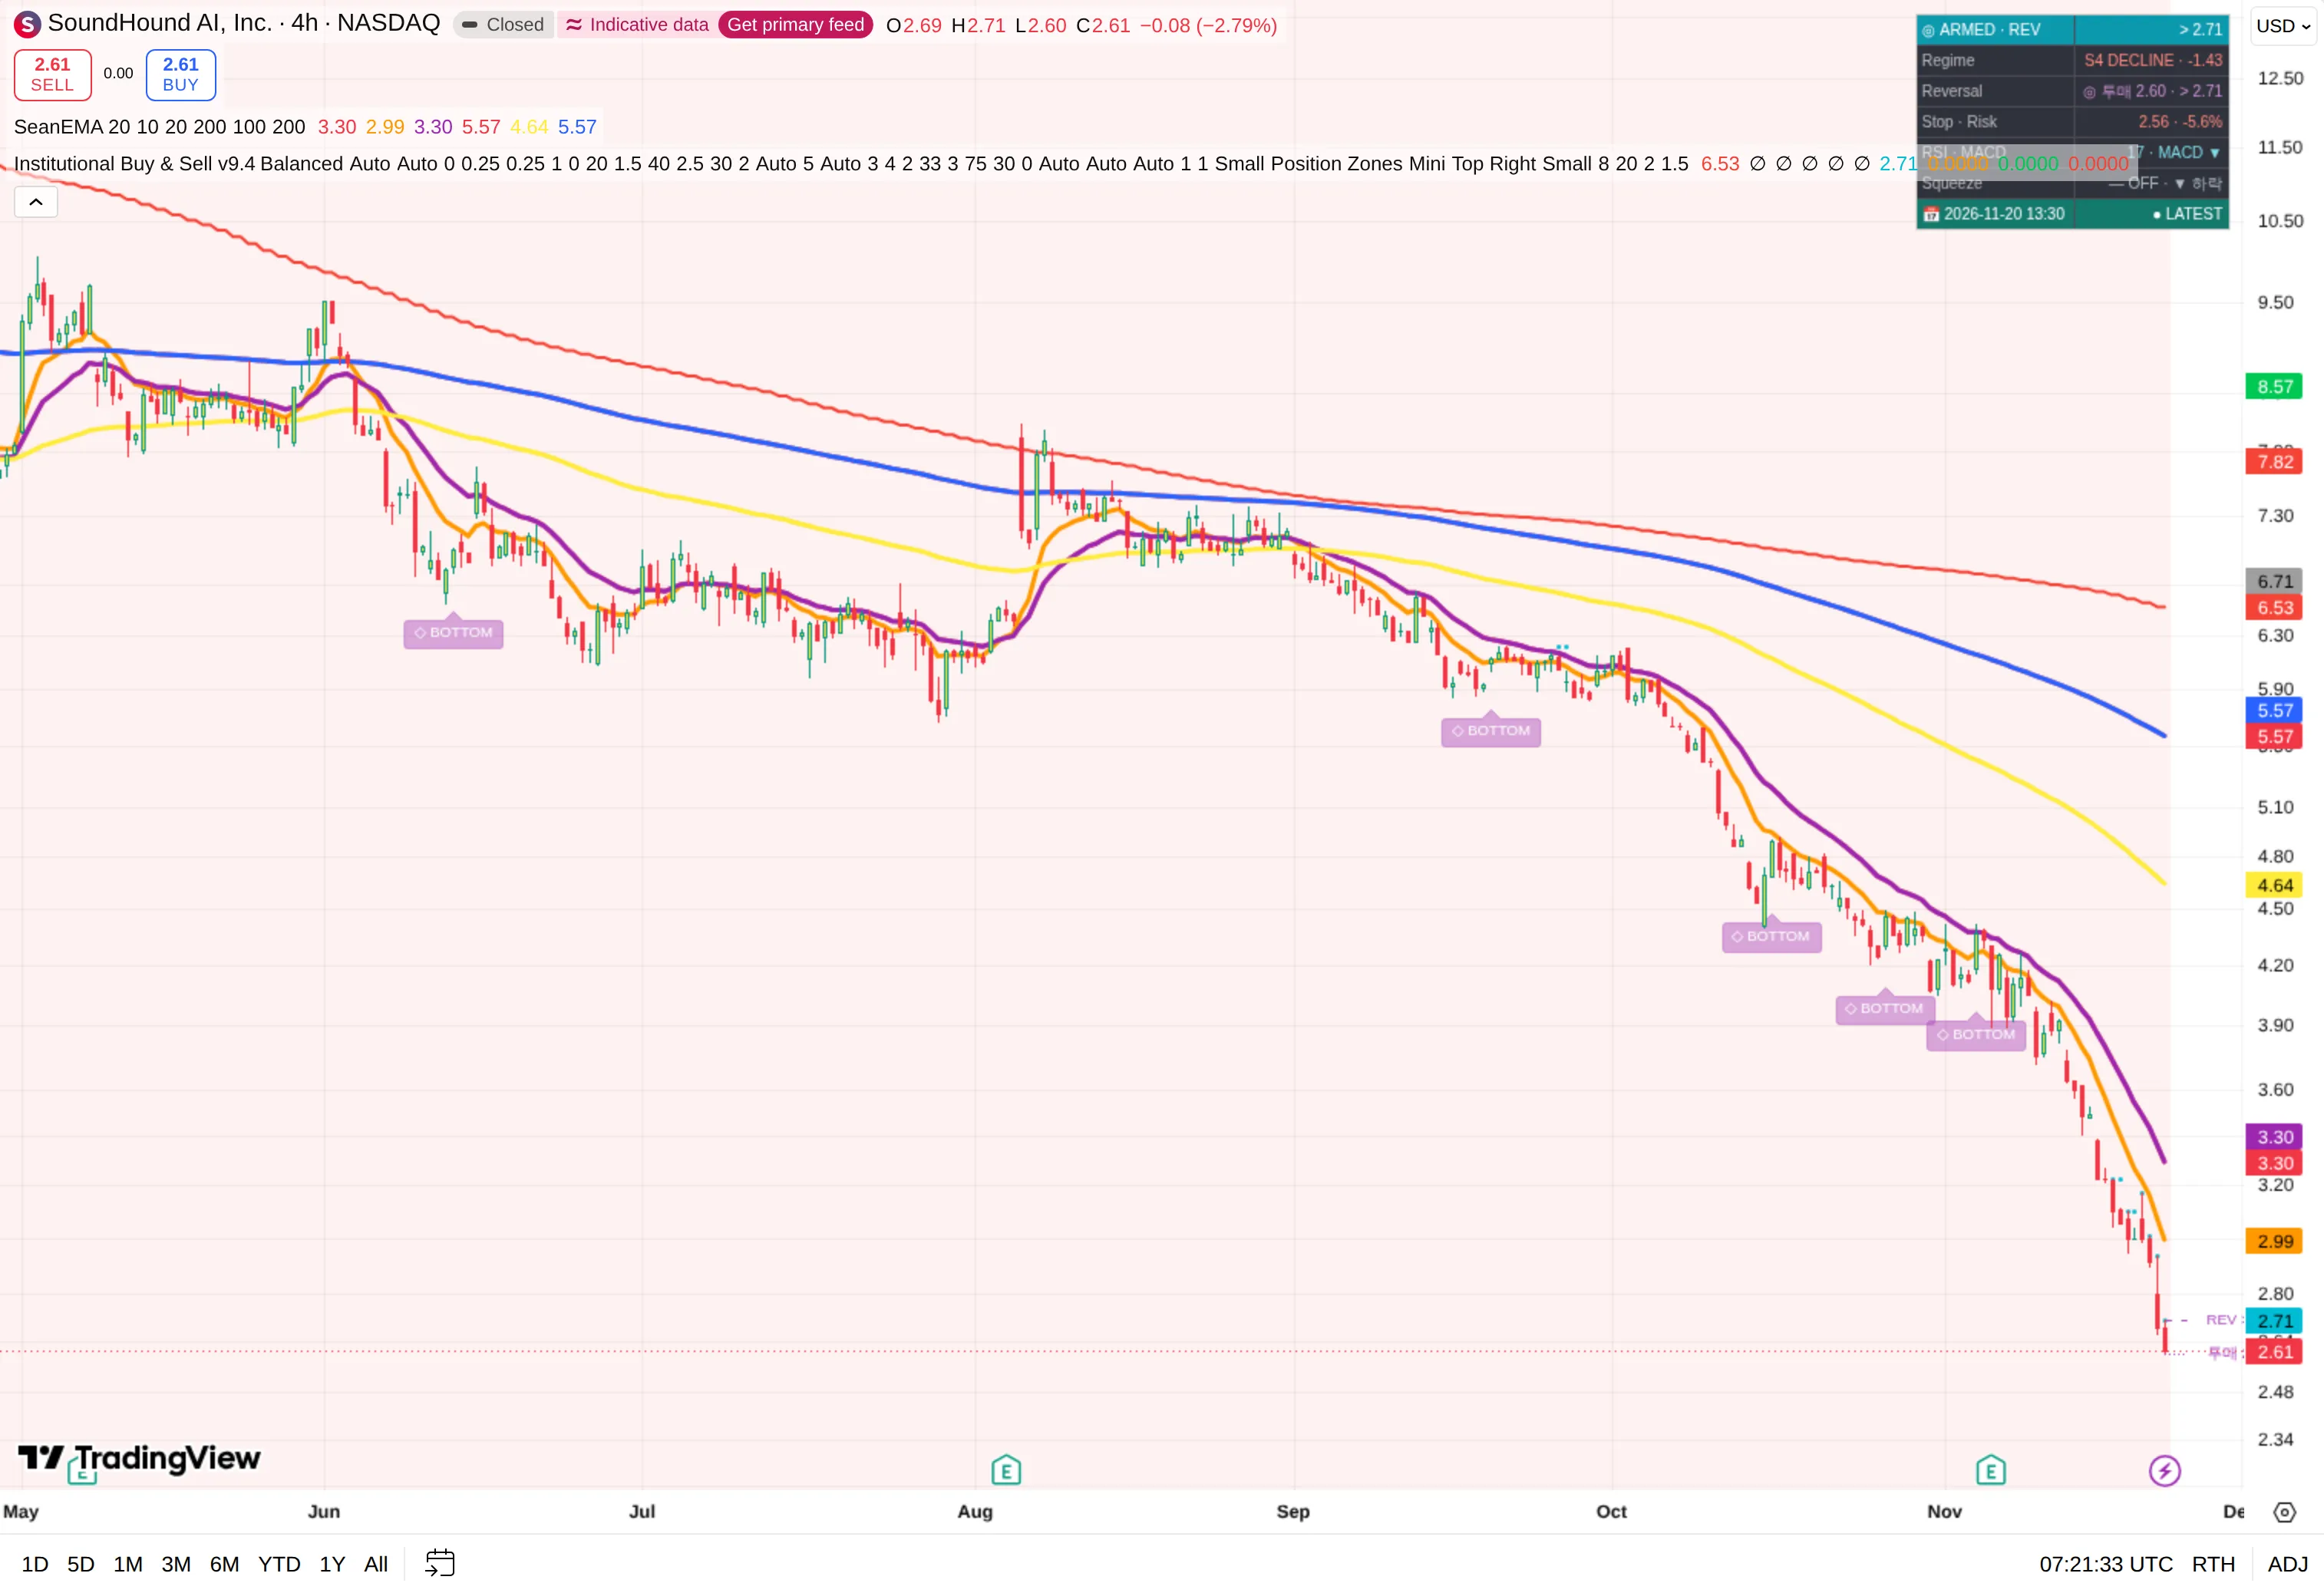 SoundHound AI, Inc. · 4h · NASDAQ Closed Indicative data Get primary feed O2.69 H2.71 L2.60 C2.61 −0.08 (−2.79%)
2.61 SELL 0.00 2.61 BUY
SeanEMA 20 10 20 200 100 200 3.30 2.99 3.30 5.57 4.64 5.57
Institutional Buy & Sell v9.4 Balanced Auto Auto 0 0.25 0.25 1 0 20 1.5 40 2.5 30 2 Auto 5 Auto 3 4 2 33 3 75 30 0 Auto Auto Auto 1 1 Small Position Zones Mini Top Right Small 8 20 2 1.5 6.53 ∅ ∅ ∅ ∅ ∅ 2.71 0.0000 0.0000 0.0000
◎ ARMED · REV > 2.71
Regime S4 DECLINE · -1.43
Reversal ◎ 투매 2.60 · > 2.71
Stop · Risk 2.56 · -5.6%
RSI · MACD 17 · MACD ▼
Squeeze — OFF · ▼ 하락
2026-11-20 13:30 ● LATEST
USD
12.50
11.50
10.50
9.50
8.57
7.82
7.30
6.71
6.53
6.30
5.90
5.57
5.57
5.10
4.80
4.64
4.50
4.20
3.90
3.60
3.30
3.30
3.20
2.99
2.80
2.71
2.61
2.48
2.34
◇ BOTTOM
◇ BOTTOM
◇ BOTTOM
◇ BOTTOM
◇ BOTTOM
REV
투매
TradingView
E
E
E
May Jun Jul Aug Sep Oct Nov De
1D 5D 1M 3M 6M YTD 1Y All
07:21:33 UTC RTH ADJ